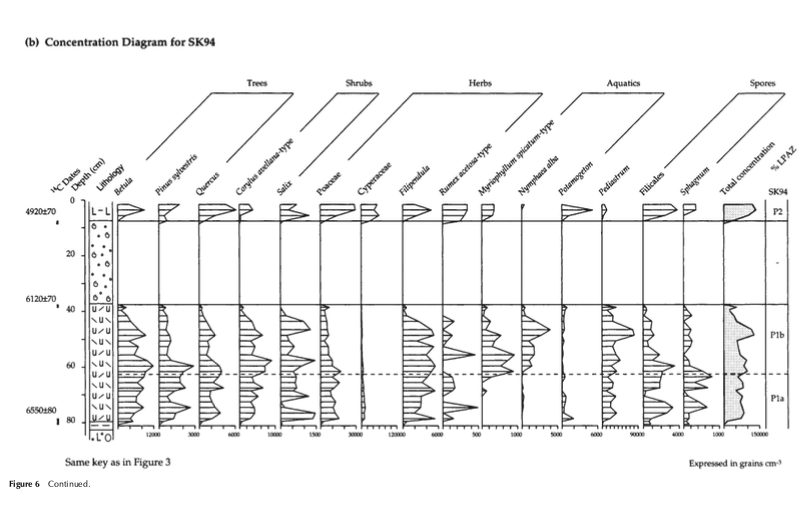 (b) Concentration Diagram for SK94
Trees Shrubs Herbs Aquatics Spores
¹⁴C Dates
Depth (cm)
Lithology
Betula
Pinus sylvestris
Quercus
Corylus avellana-type
Salix
Poaceae
Cyperaceae
Filipendula
Rumex acetosa-type
Myriophyllum spicatum-type
Nymphaea alba
Potamogeton
Pediastrum
Filicales
Sphagnum
Total concentration
% LPAZ
SK94
0
4920±70 L - L P2
20
6120±70
40
P1b
60
P1a
6550±80
80
12000 3000 6000 10000 1500 30000 120000 6000 500 1000 5000 6000 90000 6000 1000 150000
Same key as in Figure 3
Expressed in grains cm⁻³
Figure 6 Continued.